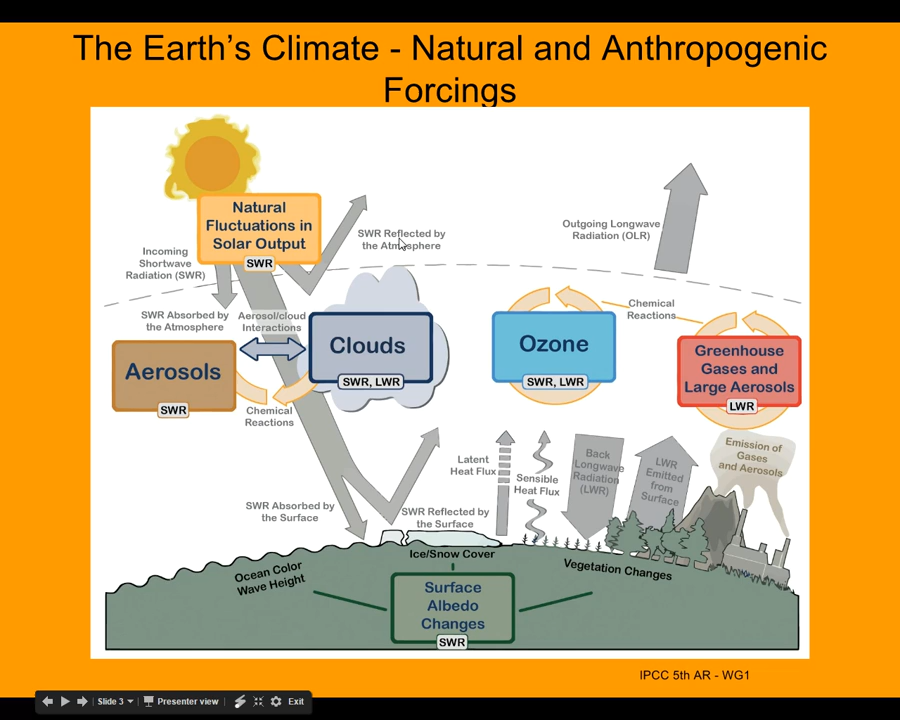 The Earth's Climate - Natural and Anthropogenic
Forcings
Natural
Fluctuations in
Solar Output
SWR
SWR Reflected by
the Atmosphere
Outgoing Longwave
Radiation (OLR)
Incoming
Shortwave
Radiation (SWR)
SWR Absorbed by
the Atmosphere
Aerosol/cloud
Interactions
Chemical
Reactions
Aerosols
SWR
Clouds
SWR, LWR
Ozone
SWR, LWR
Greenhouse
Gases and
Large Aerosols
LWR
Chemical
Reactions
Emission of
Gases
and Aerosols
Latent
Heat Flux
Sensible
Heat Flux
Back
Longwave
Radiation
(LWR)
LWR
Emitted
from
Surface
SWR Absorbed by
the Surface
SWR Reflected by
the Surface
Ice/Snow Cover
Ocean Color
Wave Height
Vegetation Changes
Surface
Albedo
Changes
SWR
IPCC 5th AR - WG1
Slide 3
Presenter view
Exit